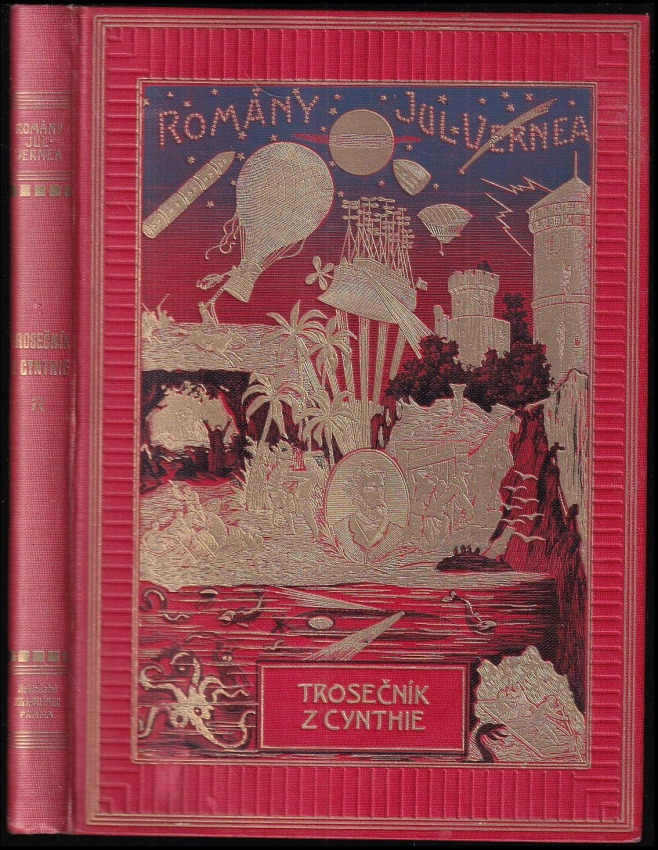 ROMÁNY JUL. VERNEA
TROSEČNÍK
Z CYNTHIE
ROMÁNY
JUL.
VERNEA
TROSEČNÍK
CYNTHIE